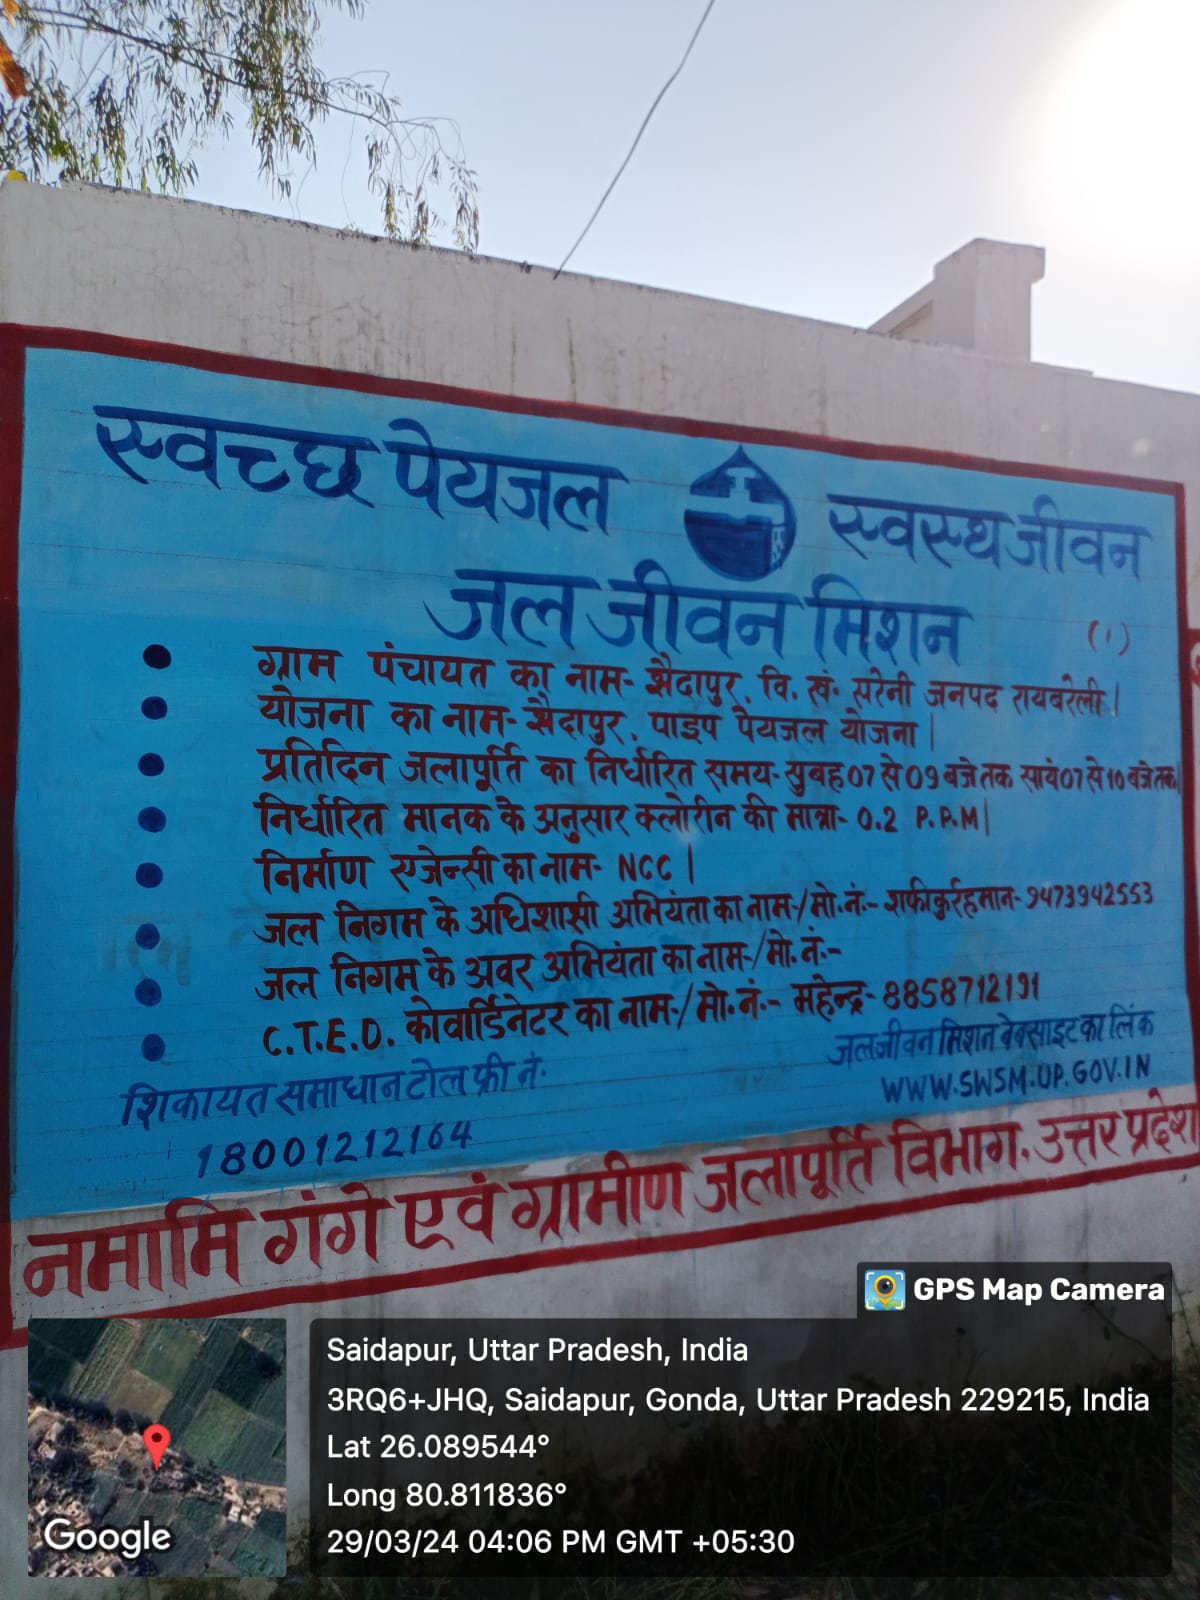 स्वच्छ पेयजल स्वस्थ जीवन
जल जीवन मिशन (1)
ग्राम पंचायत का नाम- सैदापुर, वि. खं. सरेनी जनपद रायबरेली |
योजना का नाम- सैदापुर, पाइप पेयजल योजना |
प्रतिदिन जलापूर्ति का निर्धारित समय- सुबह 07 से 09 बजे तक सायं 07 से 10 बजे तक
निर्धारित मानक के अनुसार क्लोरीन की मात्रा- 0.2 P.P.M |
निर्माण एजेन्सी का नाम- NCC |
जल निगम के अधिशासी अभियंता का नाम-/मो.नं.- शफीकुर्रहमान- 9473942553
जल निगम के अवर अभियंता का नाम-/मो.नं.-
C.T.E.D. कोवार्डिनेटर का नाम-/मो.नं.- महेन्द्र- 8858712191
शिकायत समाधान टोल फ्री नं.
18001212164
जल जीवन मिशन वेबसाइट का लिंक
WWW.SWSM.UP.GOV.IN
नमामि गंगे एवं ग्रामीण जलापूर्ति विभाग, उत्तर प्रदेश
GPS Map Camera
Saidapur, Uttar Pradesh, India
3RQ6+JHQ, Saidapur, Gonda, Uttar Pradesh 229215, India
Lat 26.089544°
Long 80.811836°
29/03/24 04:06 PM GMT +05:30
Google